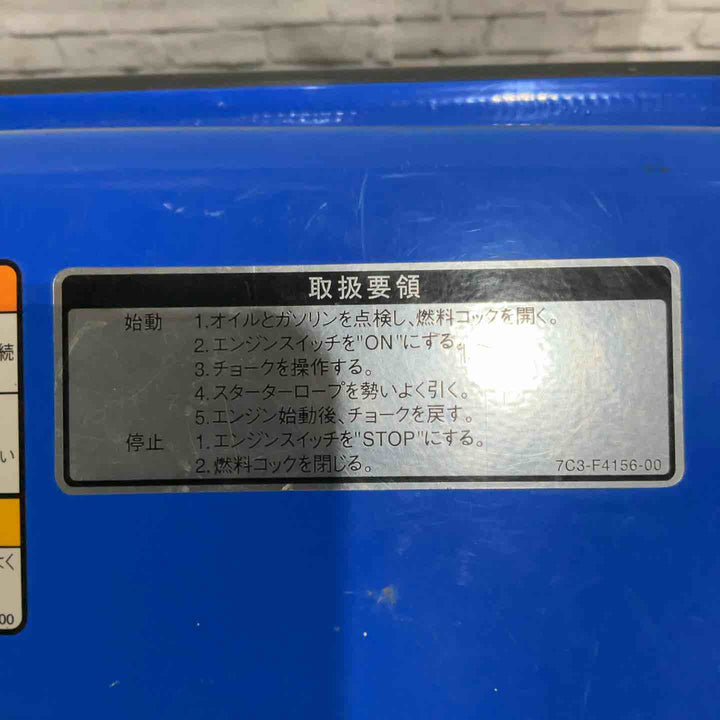 取扱要領
始動 1.オイルとガソリンを点検し、燃料コックを開く。
2.エンジンスイッチを"ON"にする。
3.チョークを操作する。
4.スターターロープを勢いよく引く。
5.エンジン始動後、チョークを戻す。
停止 1.エンジンスイッチを"STOP"にする。
2.燃料コックを閉じる。
7C3-F4156-00
続
い
く
00